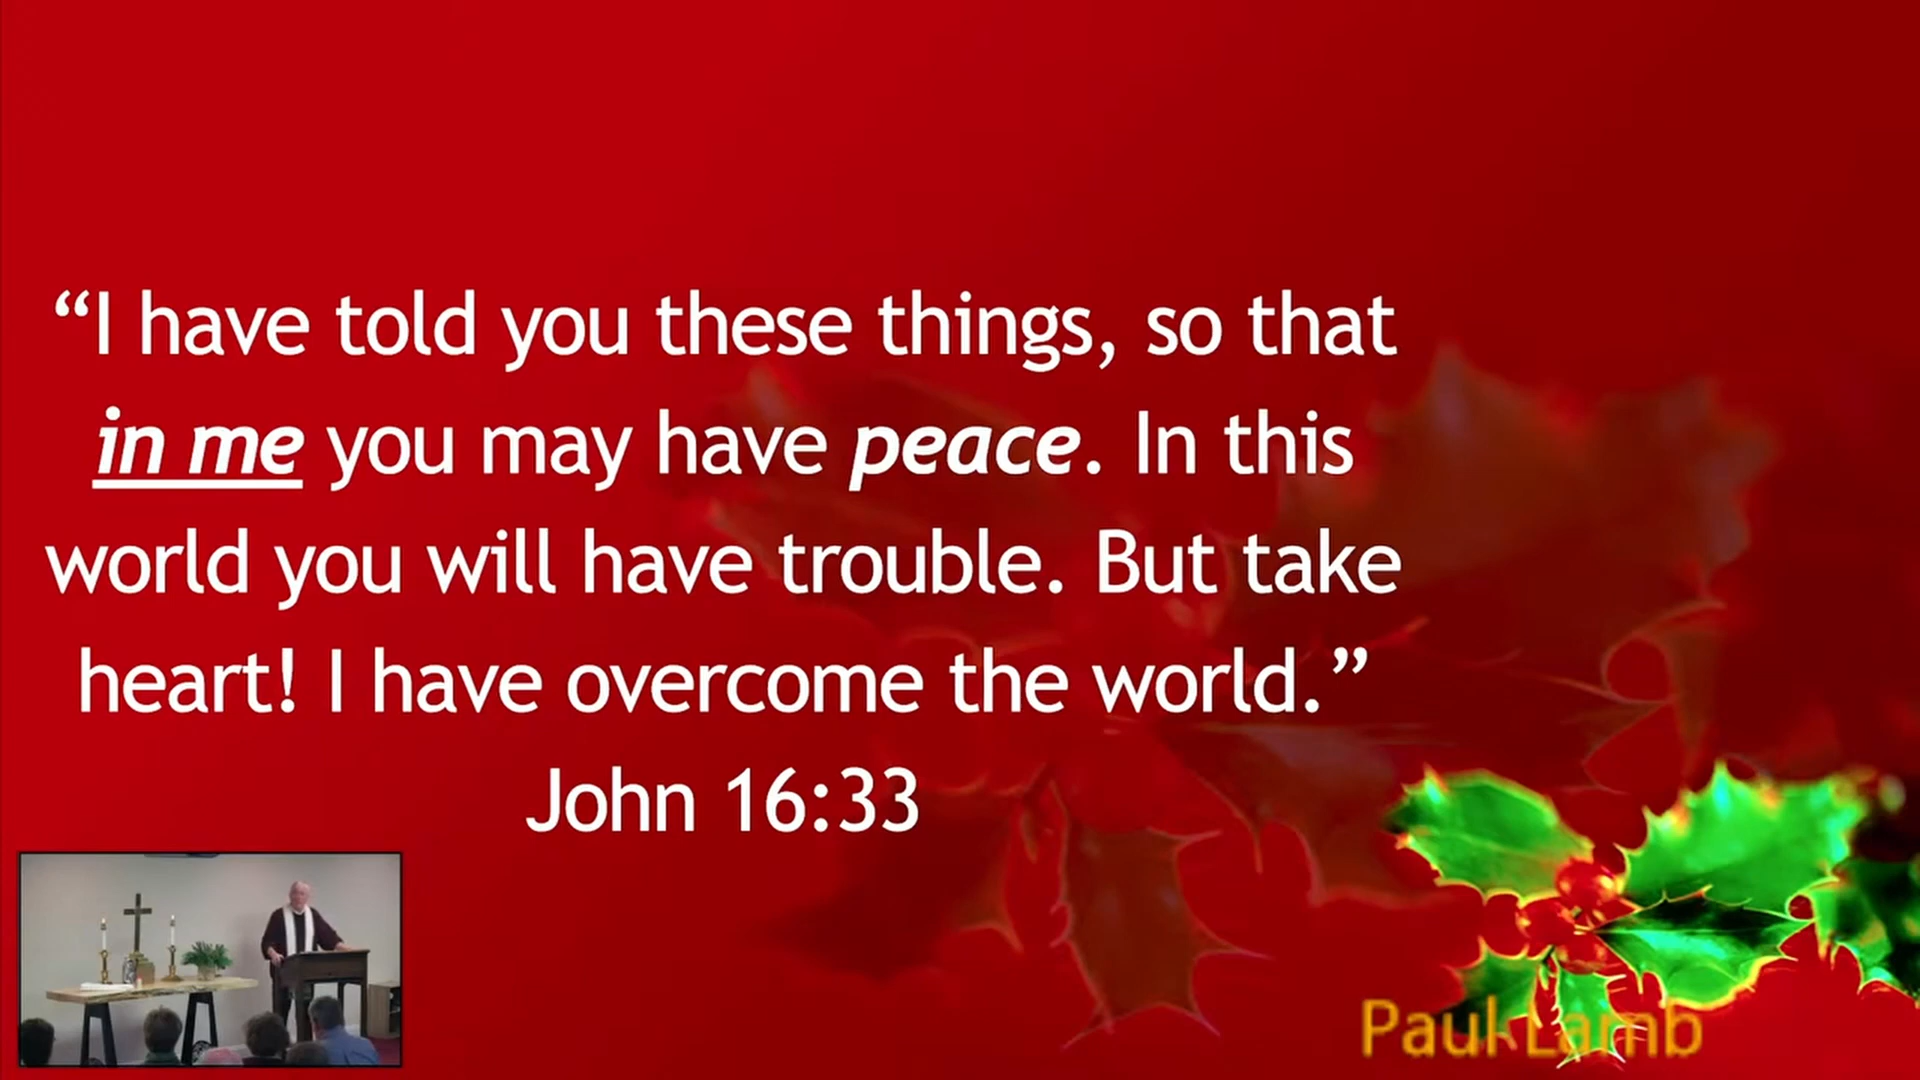 “I have told you these things, so that
in me you may have peace. In this
world you will have trouble. But take
heart! I have overcome the world.”
John 16:33
Paul Lamb